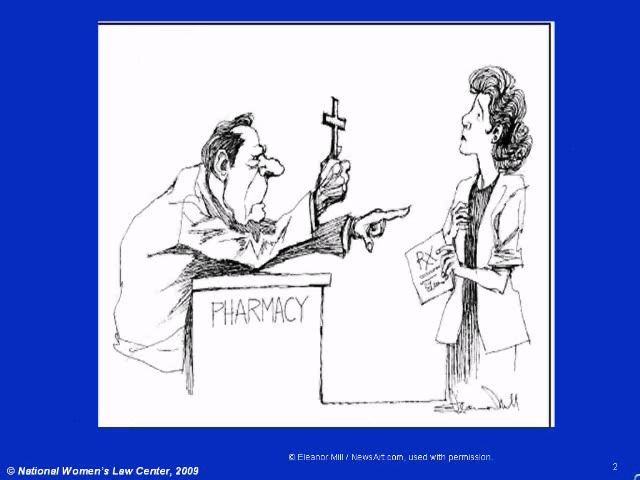 PHARMACY
RX
© Eleanor Mill / NewsArt.com, used with permission.
© National Women's Law Center, 2009
2